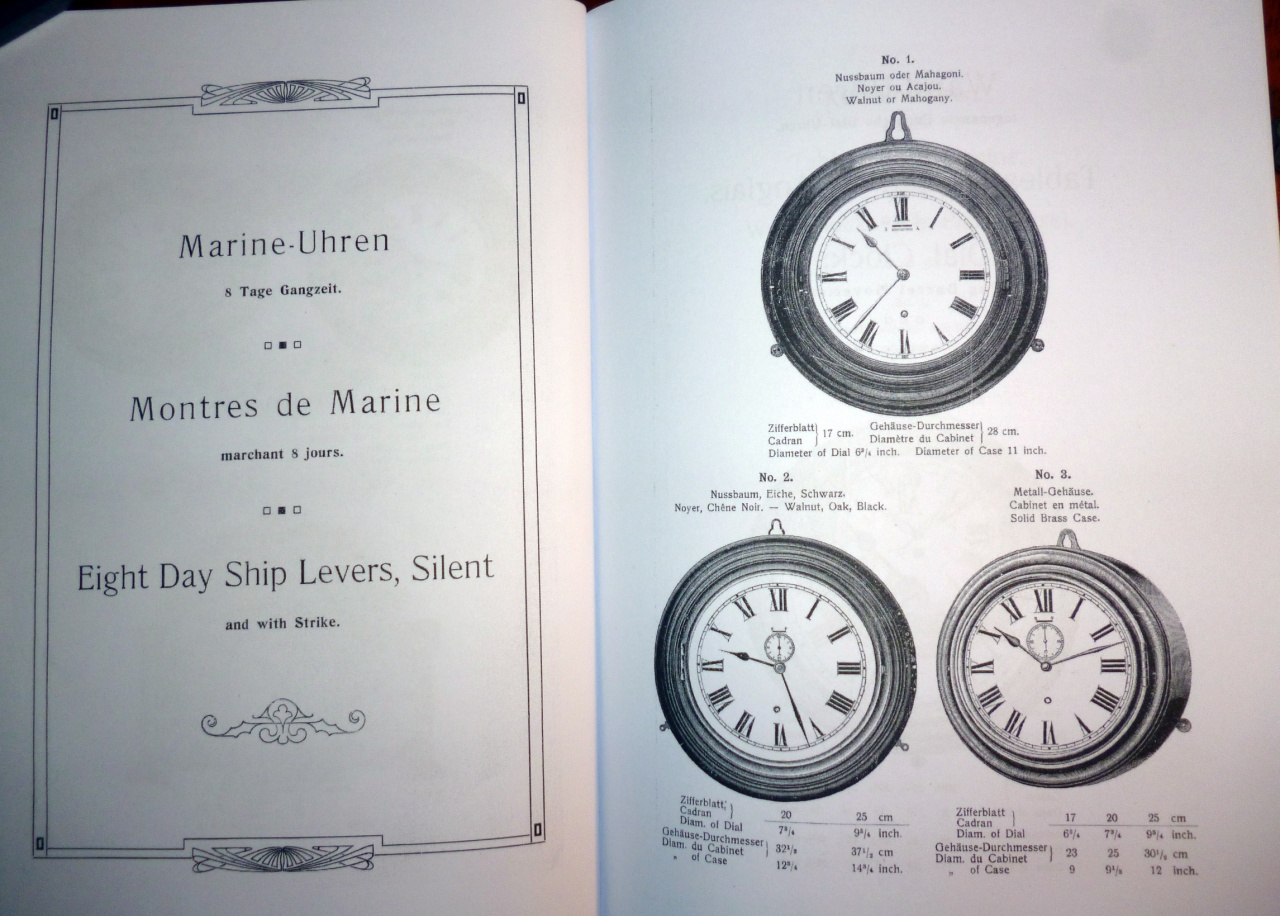 Marine-Uhren
8 Tage Gangzeit.
Montres de Marine
marchant 8 jours.
Eight Day Ship Levers, Silent
and with Strike.
No. 1.
Nussbaum oder Mahagoni.
Noyer ou Acajou.
Walnut or Mahogany.
Zifferblatt } 17 cm. Gehäuse-Durchmesser } 28 cm.
Cadran Diamètre du Cabinet
Diameter of Dial 6³/₄ inch. Diameter of Case 11 inch.
No. 2.
Nussbaum, Eiche, Schwarz.
Noyer, Chêne Noir. — Walnut, Oak, Black.
Zifferblatt,
Cadran } 20 25 cm
Diam. of Dial 7³/₄ 9³/₄ inch.
Gehäuse-Durchmesser
Diam. du Cabinet } 32¹/₂ 37¹/₂ cm
„ of Case 12³/₄ 14³/₄ inch.
No. 3.
Metall-Gehäuse.
Cabinet en métal.
Solid Brass Case.
Zifferblatt
Cadran } 17 20 25 cm
Diam. of Dial 6³/₄ 7³/₄ 9³/₄ inch.
Gehäuse-Durchmesser
Diam. du Cabinet } 23 25 30¹/₂ cm
„ of Case 9 9¹/₂ 12 inch.